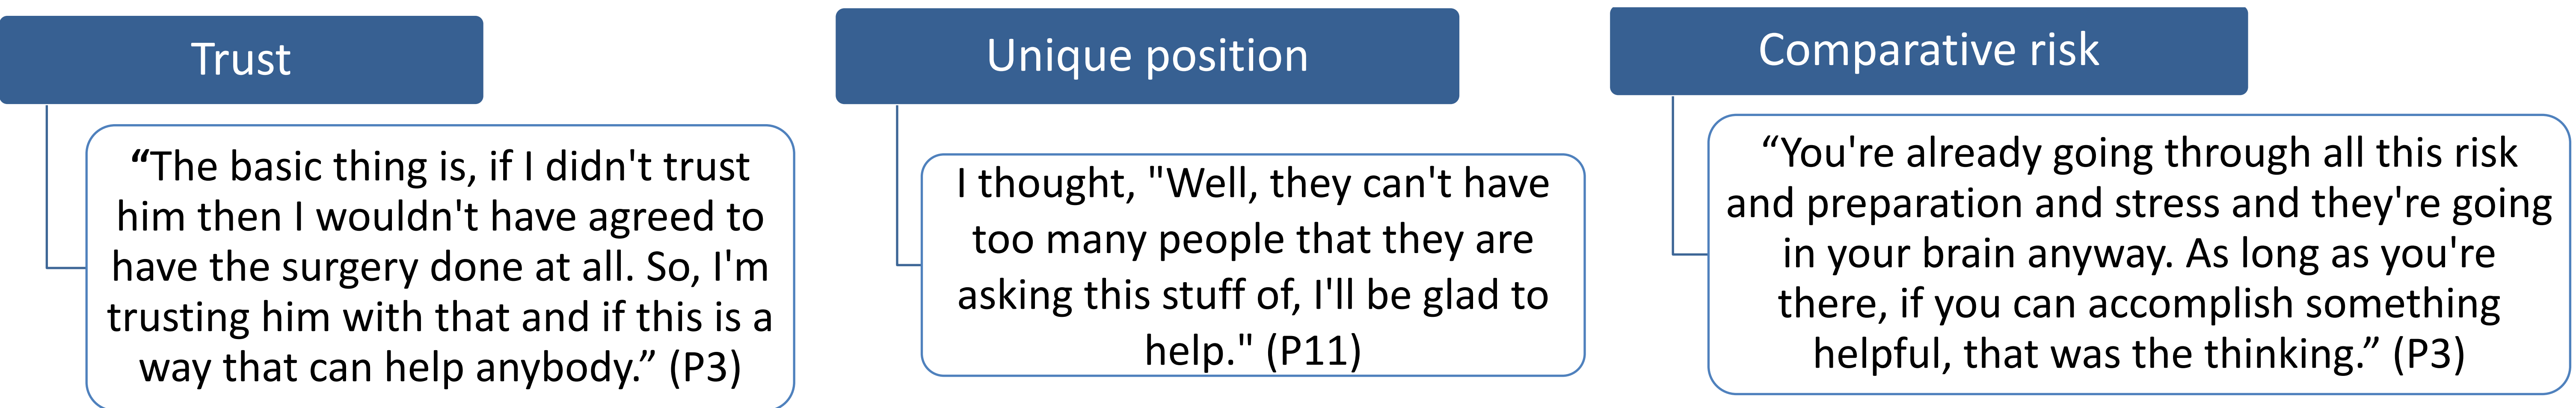 Trust
“The basic thing is, if I didn't trust
him then I wouldn't have agreed to
have the surgery done at all. So, I'm
trusting him with that and if this is a
way that can help anybody.” (P3)
Unique position
I thought, "Well, they can't have
too many people that they are
asking this stuff of, I'll be glad to
help." (P11)
Comparative risk
“You're already going through all this risk
and preparation and stress and they're going
in your brain anyway. As long as you're
there, if you can accomplish something
helpful, that was the thinking.” (P3)